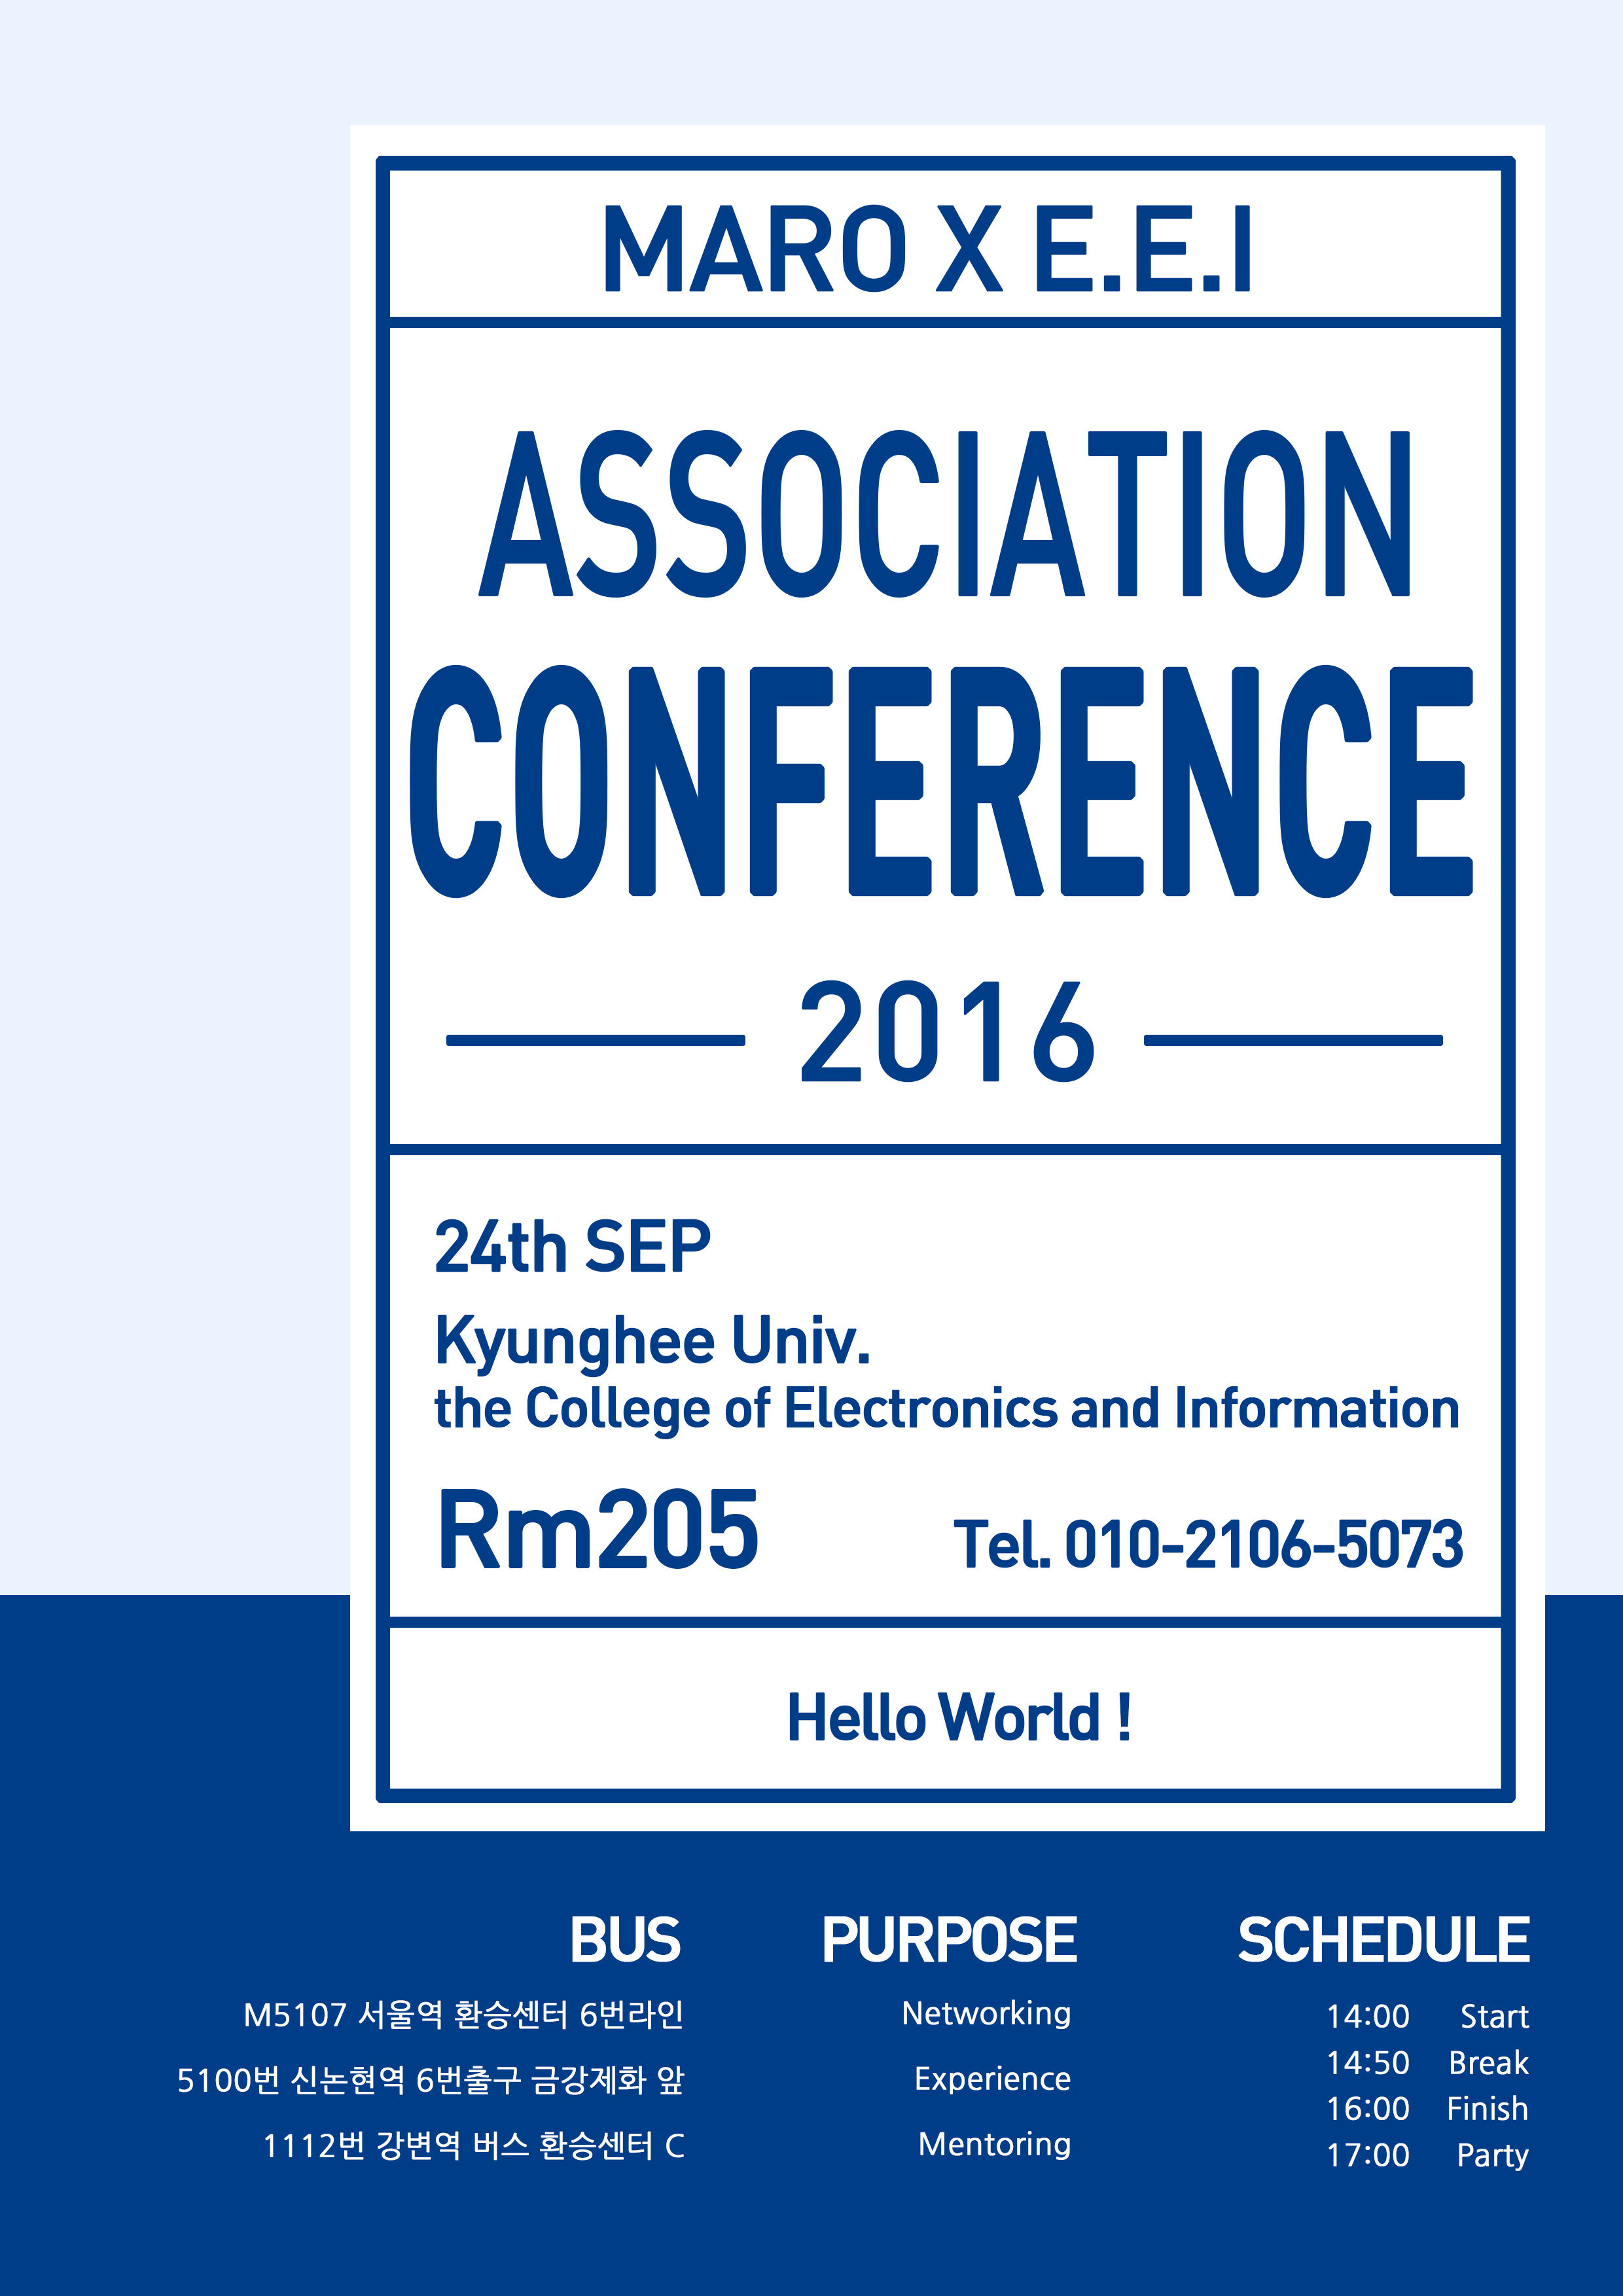 MARO X E.E.I
ASSOCIATION
CONFERENCE
2016
24th SEP
Kyunghee Univ.
the College of Electronics and Information
Rm205
Tel. 010-2106-5073
Hello World !
BUS
M5107 서울역 환승센터 6번라인
5100번 신논현역 6번출구 금강제화 앞
1112번 강변역 버스 환승센터 C
PURPOSE
Networking
Experience
Mentoring
SCHEDULE
14:00 Start
14:50 Break
16:00 Finish
17:00 Party